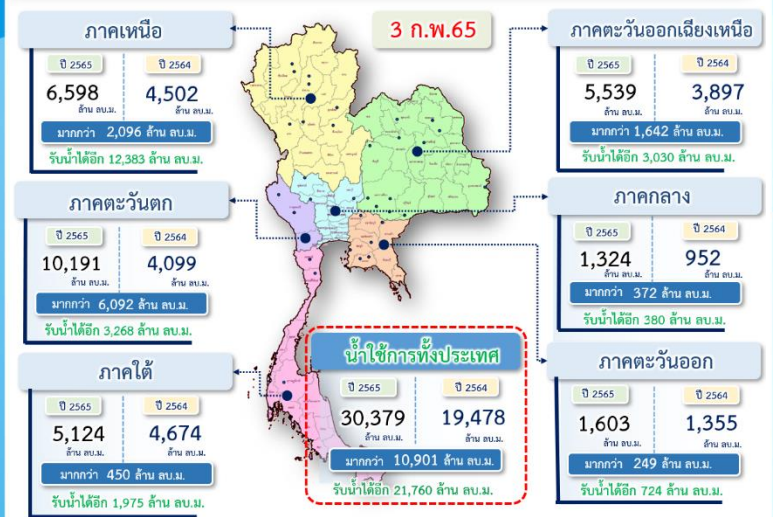 3 ก.พ.65
ภาคเหนือ
ปี 2565 ปี 2564
6,598 4,502
ล้าน ลบ.ม. ล้าน ลบ.ม.
มากกว่า 2,096 ล้าน ลบ.ม.
รับน้ำได้อีก 12,383 ล้าน ลบ.ม.
ภาคตะวันออกเฉียงเหนือ
ปี 2565 ปี 2564
5,539 3,897
ล้าน ลบ.ม. ล้าน ลบ.ม.
มากกว่า 1,642 ล้าน ลบ.ม.
รับน้ำได้อีก 3,030 ล้าน ลบ.ม.
ภาคตะวันตก
ปี 2565 ปี 2564
10,191 4,099
ล้าน ลบ.ม. ล้าน ลบ.ม.
มากกว่า 6,092 ล้าน ลบ.ม.
รับน้ำได้อีก 3,268 ล้าน ลบ.ม.
ภาคกลาง
ปี 2565 ปี 2564
1,324 952
ล้าน ลบ.ม. ล้าน ลบ.ม.
มากกว่า 372 ล้าน ลบ.ม.
รับน้ำได้อีก 380 ล้าน ลบ.ม.
ภาคใต้
ปี 2565 ปี 2564
5,124 4,674
ล้าน ลบ.ม. ล้าน ลบ.ม.
มากกว่า 450 ล้าน ลบ.ม.
รับน้ำได้อีก 1,975 ล้าน ลบ.ม.
น้ำใช้การทั้งประเทศ
ปี 2565 ปี 2564
30,379 19,478
ล้าน ลบ.ม. ล้าน ลบ.ม.
มากกว่า 10,901 ล้าน ลบ.ม.
รับน้ำได้อีก 21,760 ล้าน ลบ.ม.
ภาคตะวันออก
ปี 2565 ปี 2564
1,603 1,355
ล้าน ลบ.ม. ล้าน ลบ.ม.
มากกว่า 249 ล้าน ลบ.ม.
รับน้ำได้อีก 724 ล้าน ลบ.ม.